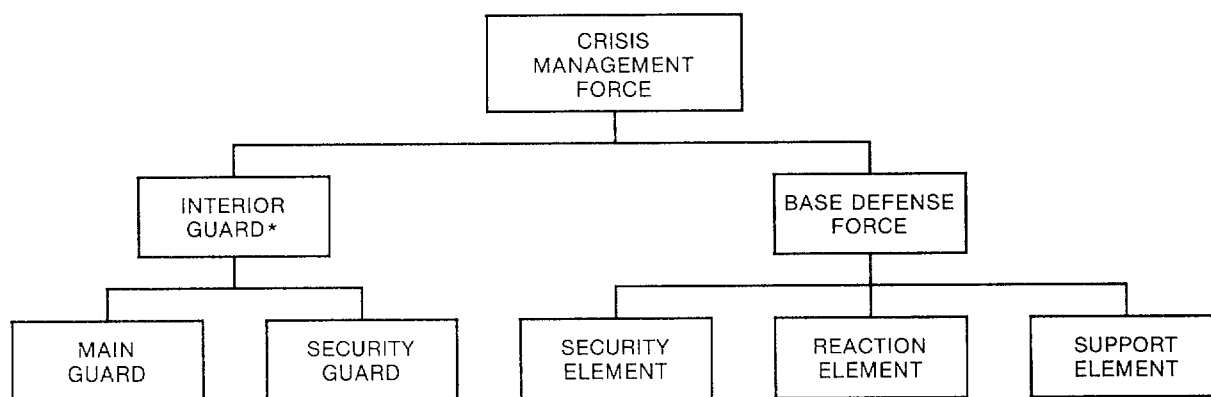 CRISIS
MANAGEMENT
FORCE
INTERIOR
GUARD*
BASE DEFENSE
FORCE
MAIN
GUARD
SECURITY
GUARD
SECURITY
ELEMENT
REACTION
ELEMENT
SUPPORT
ELEMENT